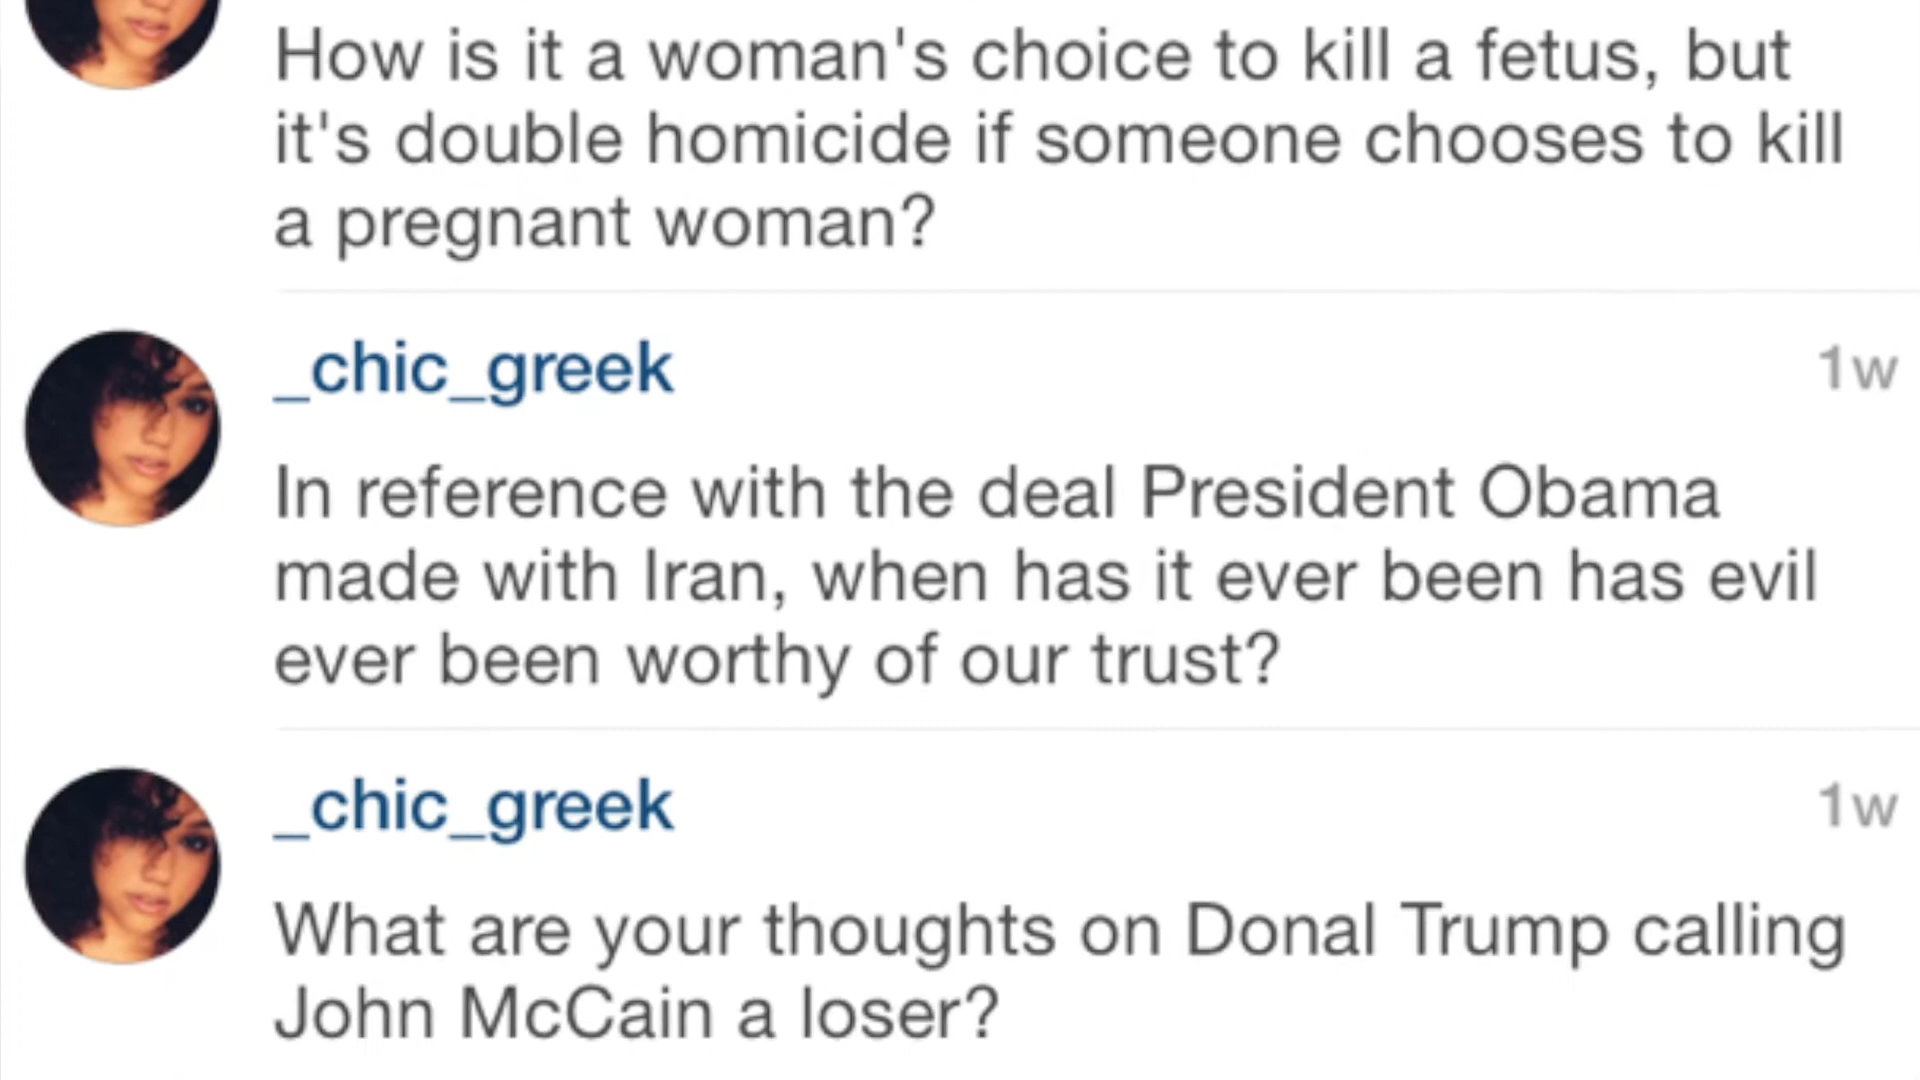 How is it a woman's choice to kill a fetus, but
it's double homicide if someone chooses to kill
a pregnant woman?
_chic_greek
1w
In reference with the deal President Obama
made with Iran, when has it ever been has evil
ever been worthy of our trust?
_chic_greek
1w
What are your thoughts on Donal Trump calling
John McCain a loser?